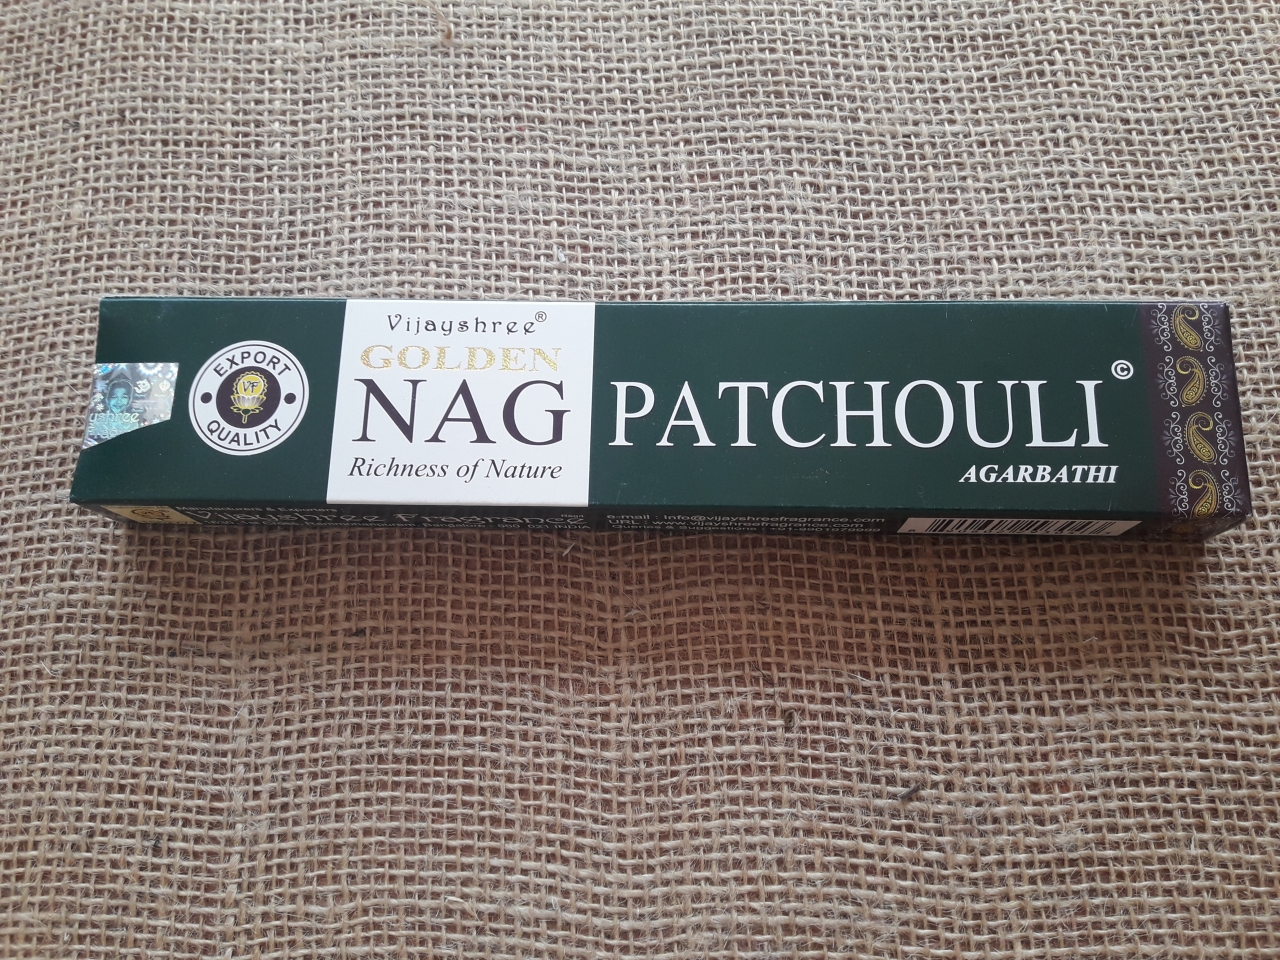 EXPORT
VF
QUALITY
Vijayshree®
GOLDEN
NAG
Richness of Nature
PATCHOULI©
AGARBATHI
Vijayshree Fragrance
e-mail : info@vijayshreefragrance.com
URL : www.vijayshreefragrance.com